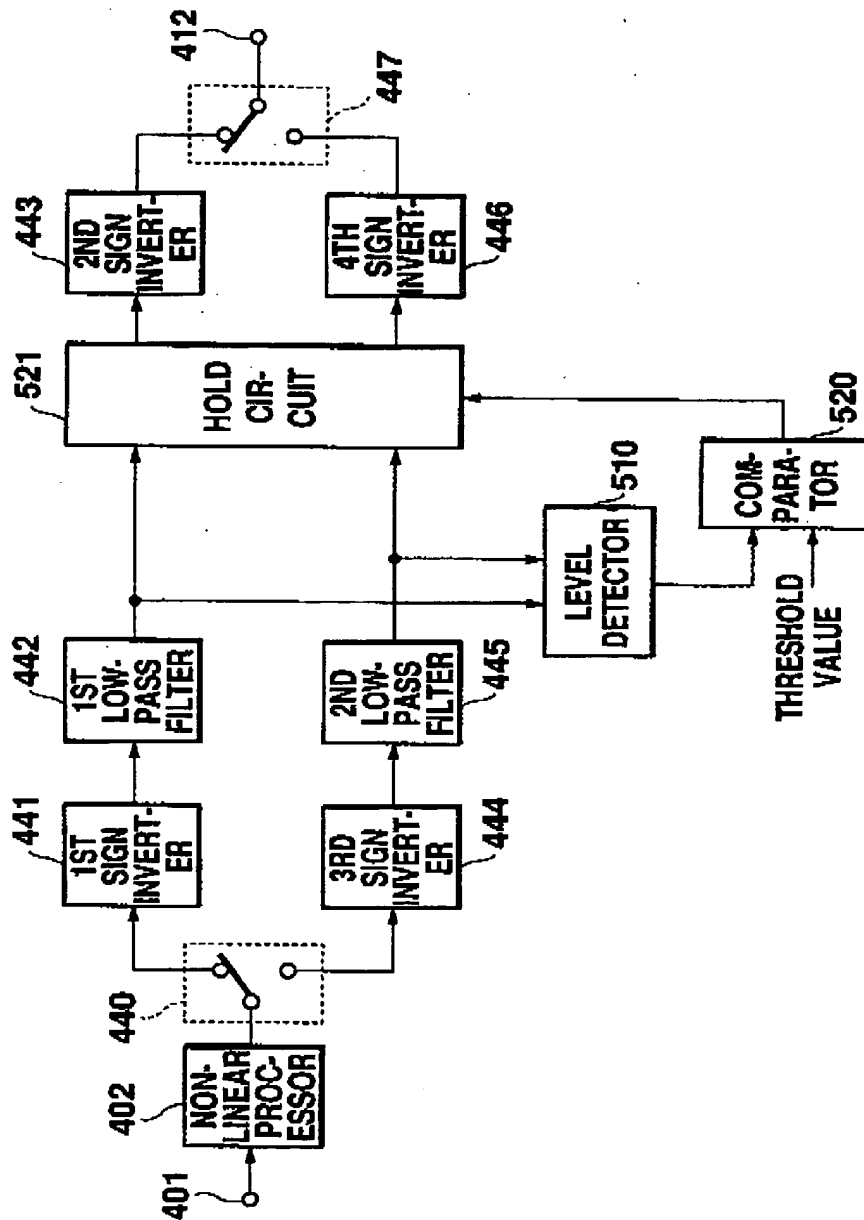 401
402
NON-
LINEAR
PROC-
ESSOR
440
441
1ST
SIGN
INVERT-
ER
442
1ST
LOW-
PASS
FILTER
444
3RD
SIGN
INVERT-
ER
445
2ND
LOW-
PASS
FILTER
521
HOLD
CIR-
CUIT
443
2ND
SIGN
INVERT-
ER
446
4TH
SIGN
INVERT-
ER
447
412
510
LEVEL
DETECTOR
520
COM-
PARA-
TOR
THRESHOLD
VALUE